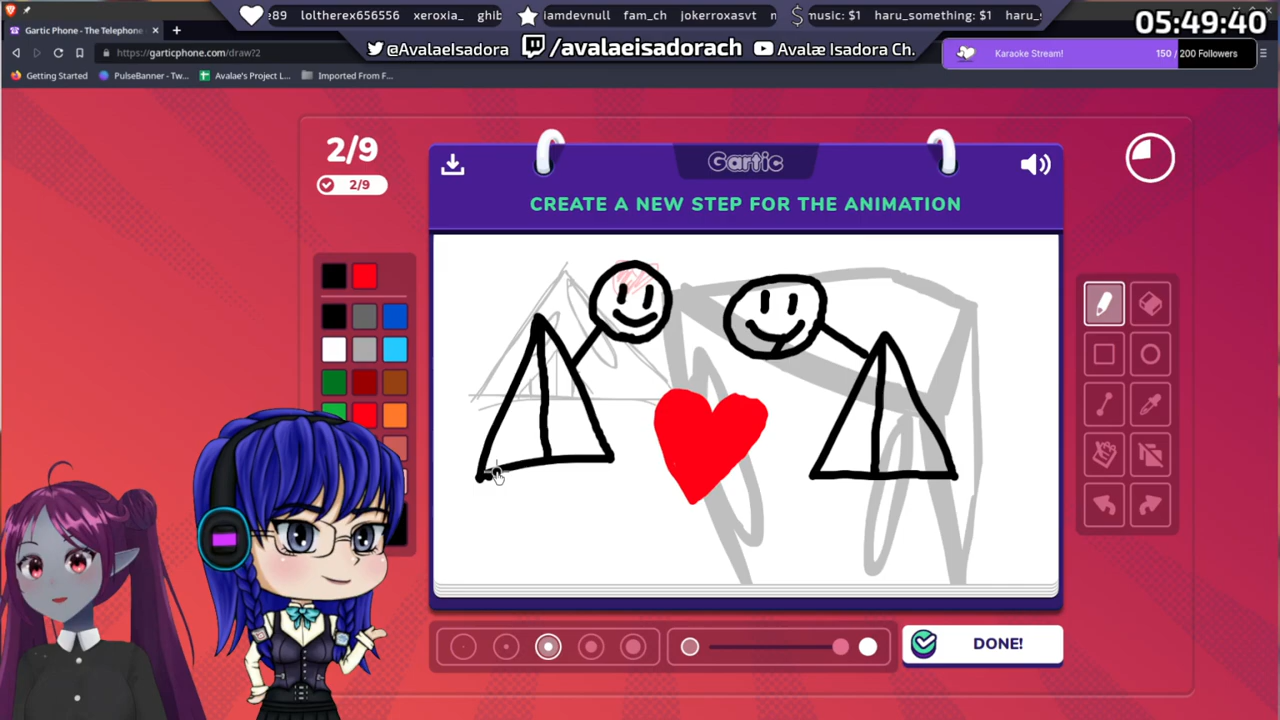 e89 loltherex656556 xeroxia_ ghib
iamdevnull fam_ch jokerroxasvt
music: $1 haru_something: $1 haru_s
05:49:40
Gartic Phone - The Telephone
https://garticphone.com/draw?2
@AvalaeIsadora /avalaeisadorach Avalæ Isadora Ch.
Karaoke Stream! 150 / 200 Followers
Getting Started PulseBanner - Tw... Avalae's Project L... Imported From F...
2/9
2/9
Gartic
CREATE A NEW STEP FOR THE ANIMATION
DONE!